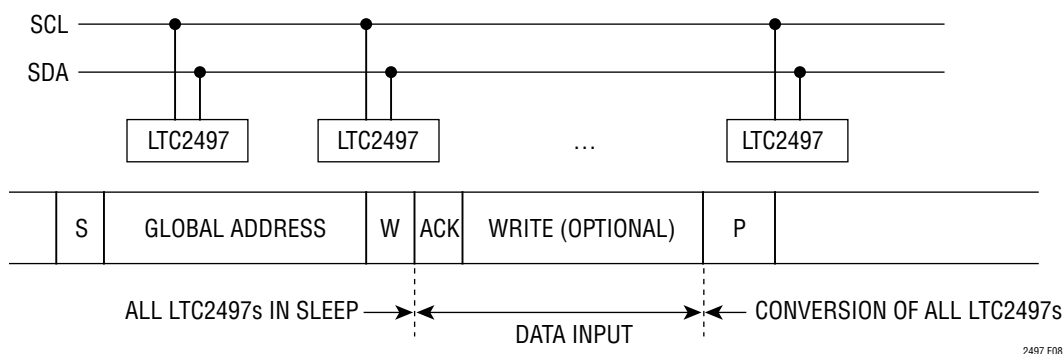 SCL
SDA
LTC2497 LTC2497 … LTC2497
S GLOBAL ADDRESS W ACK WRITE (OPTIONAL) P
ALL LTC2497s IN SLEEP DATA INPUT CONVERSION OF ALL LTC2497s
2497 F08